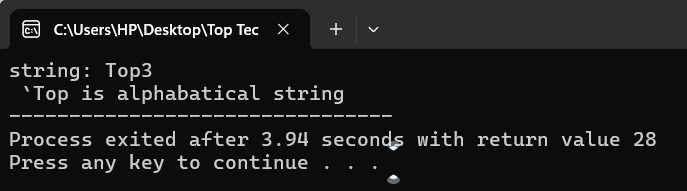 C:\Users\HP\Desktop\Top Tec
string: Top3
 `Top is alphabatical string
--------------------------------
Process exited after 3.94 seconds with return value 28
Press any key to continue . . .